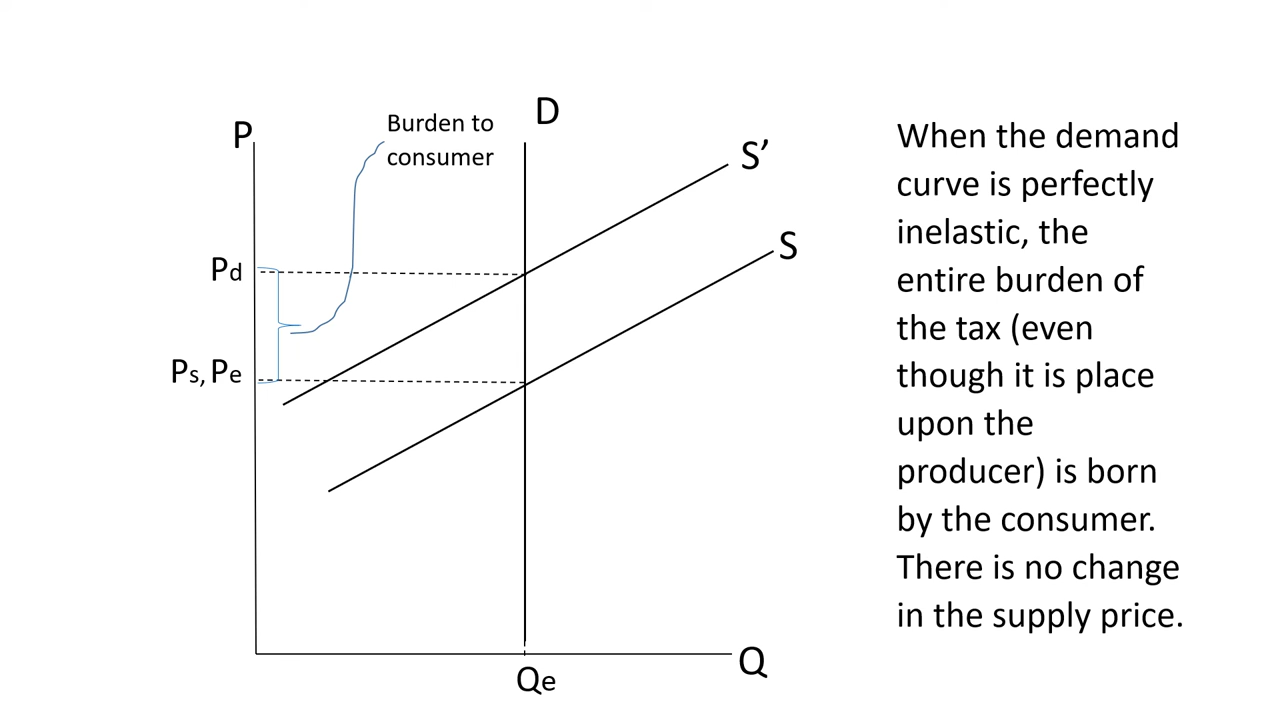 P
Burden to
consumer
D
S’
S
Pd
Ps, Pe
Qe
Q
When the demand
curve is perfectly
inelastic, the
entire burden of
the tax (even
though it is place
upon the
producer) is born
by the consumer.
There is no change
in the supply price.